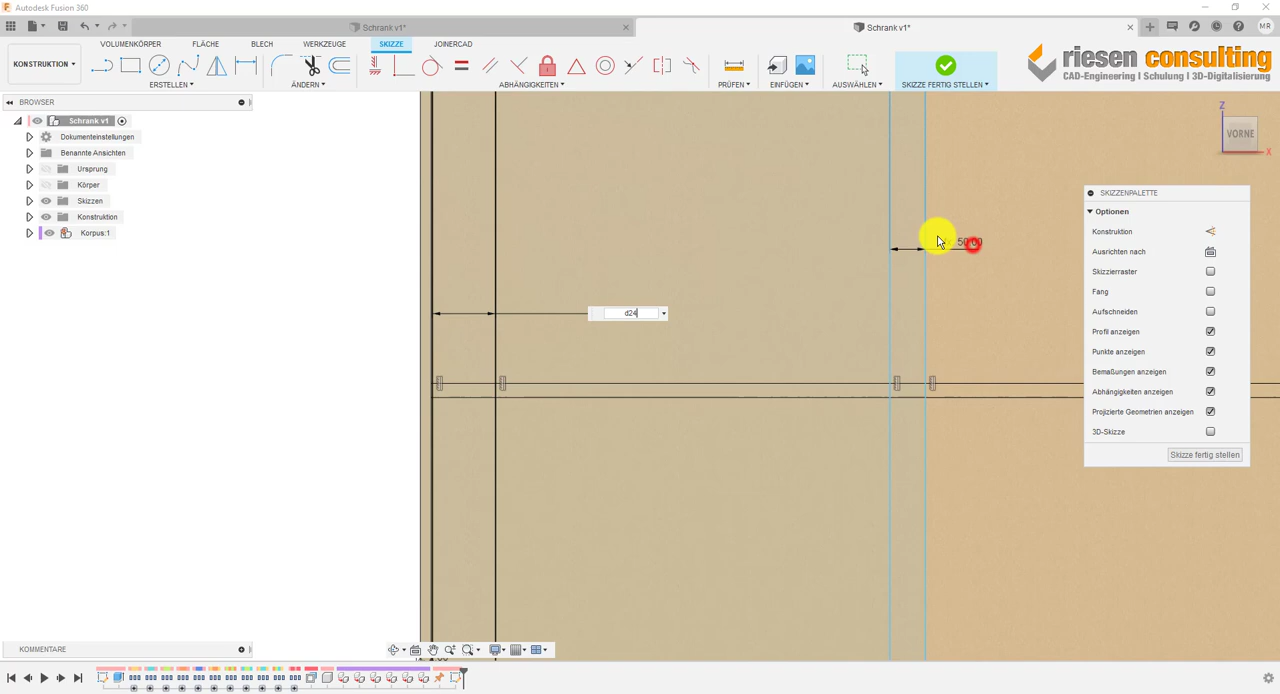 Autodesk Fusion 360
Schrank v1*
Schrank v1*
MR
KONSTRUKTION
VOLUMENKÖRPER
FLÄCHE
BLECH
WERKZEUGE
SKIZZE
JOINERCAD
ERSTELLEN
ÄNDERN
ABHÄNGIGKEITEN
PRÜFEN
EINFÜGEN
AUSWÄHLEN
SKIZZE FERTIG STELLEN
riesen consulting
CAD-Engineering | Schulung | 3D-Digitalisierung
BROWSER
Schrank v1
Dokumenteinstellungen
Benannte Ansichten
Ursprung
Körper
Skizzen
Konstruktion
Korpus:1
Z
VORNE
X
50.00
d24
SKIZZENPALETTE
Optionen
Konstruktion
Ausrichten nach
Skizzierraster
Fang
Aufschneiden
Profil anzeigen
Punkte anzeigen
Bemaßungen anzeigen
Abhängigkeiten anzeigen
Projizierte Geometrien anzeigen
3D-Skizze
Skizze fertig stellen
KOMMENTARE